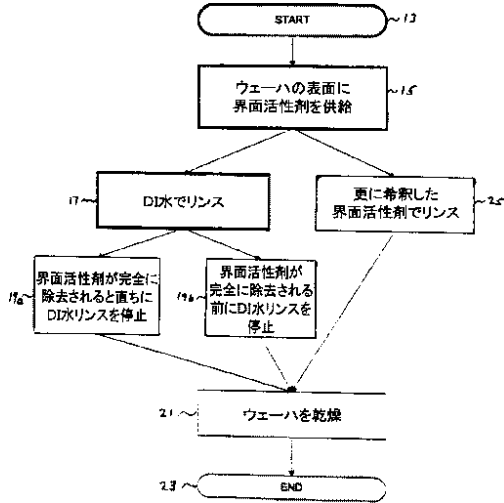 START
13
ウェーハの表面に
界面活性剤を供給
15
17
DI水でリンス
更に希釈した
界面活性剤でリンス
25
19a
界面活性剤が完全に
除去されると直ちに
DI水リンスを停止
19b
界面活性剤が
完全に除去される
前にDI水リンスを
停止
21
ウェーハを乾燥
23
END